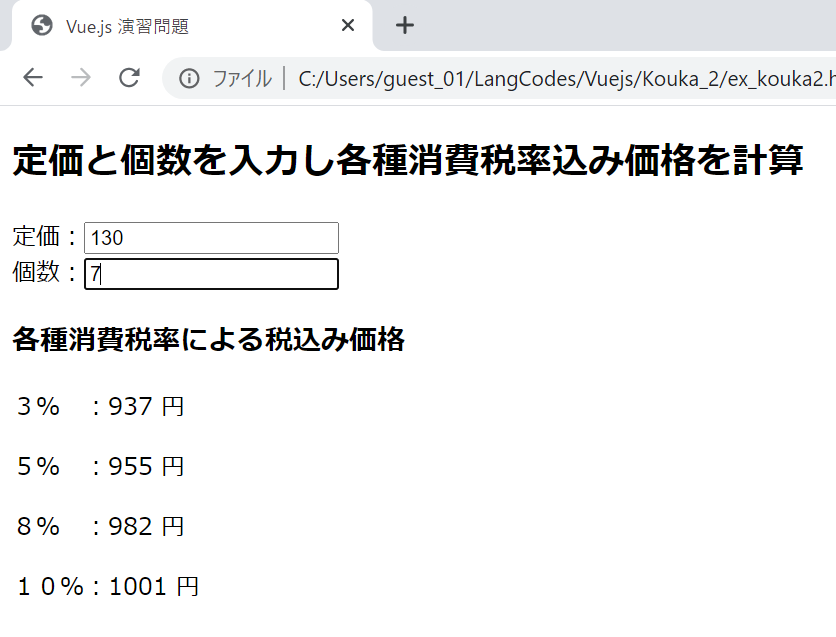 Vue.js 演習問題
ファイル | C:/Users/guest_01/LangCodes/Vuejs/Kouka_2/ex_kouka2.h
定価と個数を入力し各種消費税率込み価格を計算
定価：130
個数：7
各種消費税率による税込み価格
３％　：937 円
５％　：955 円
８％　：982 円
１０％：1001 円